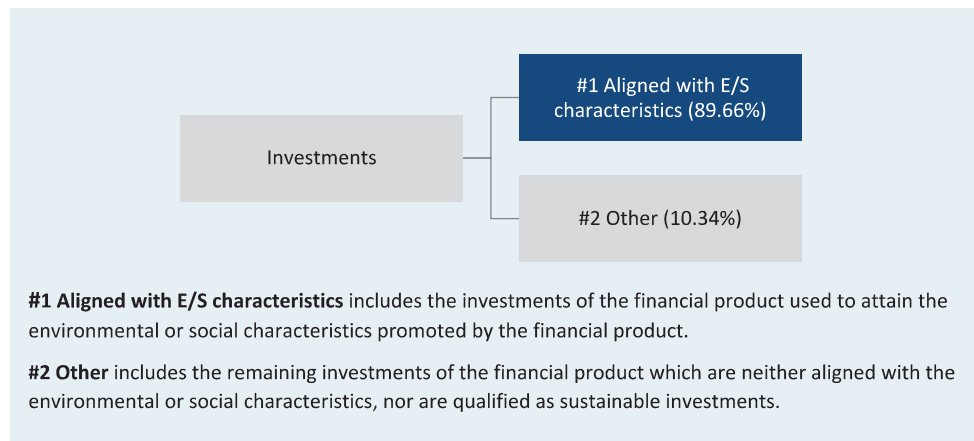 #1 Aligned with E/S
characteristics (89.66%)
Investments
#2 Other (10.34%)
#1 Aligned with E/S characteristics includes the investments of the financial product used to attain the
environmental or social characteristics promoted by the financial product.
#2 Other includes the remaining investments of the financial product which are neither aligned with the
environmental or social characteristics, nor are qualified as sustainable investments.